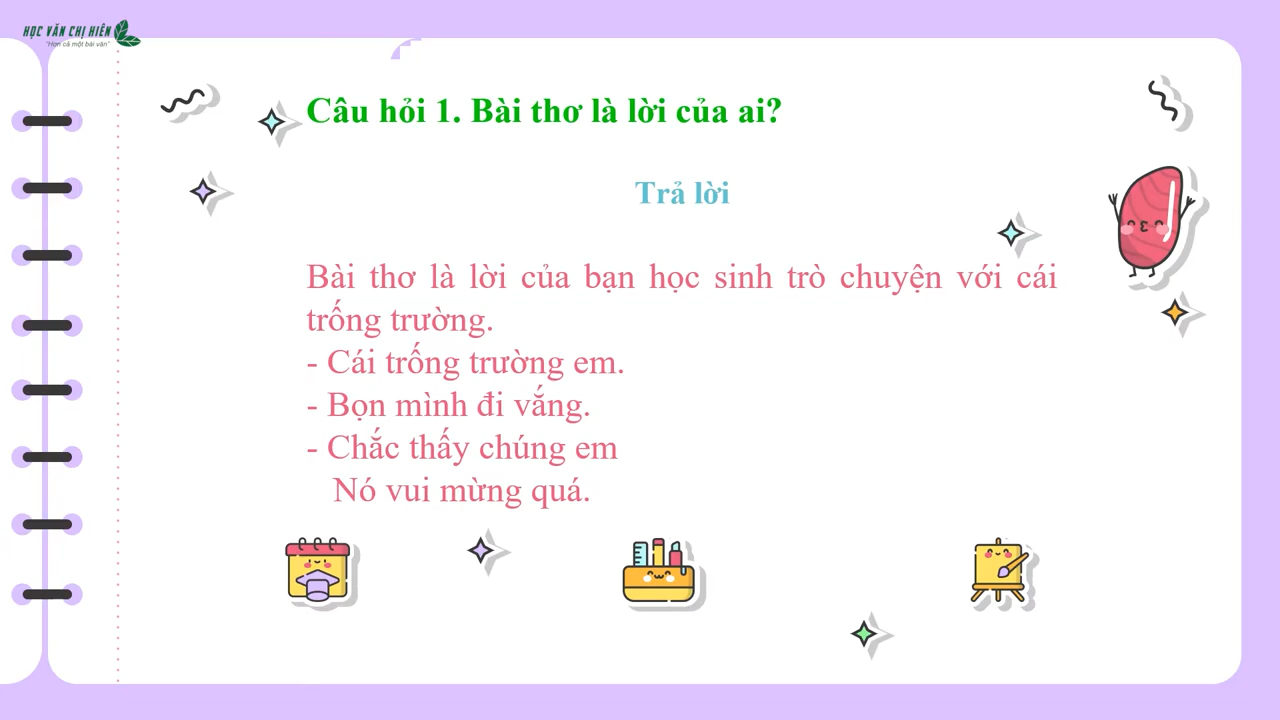 HỌC VĂN CHỊ HIÊN
"Hơn cả một bài văn"
Câu hỏi 1. Bài thơ là lời của ai?
Trả lời
Bài thơ là lời của bạn học sinh trò chuyện với cái
trống trường.
- Cái trống trường em.
- Bọn mình đi vắng.
- Chắc thấy chúng em
Nó vui mừng quá.